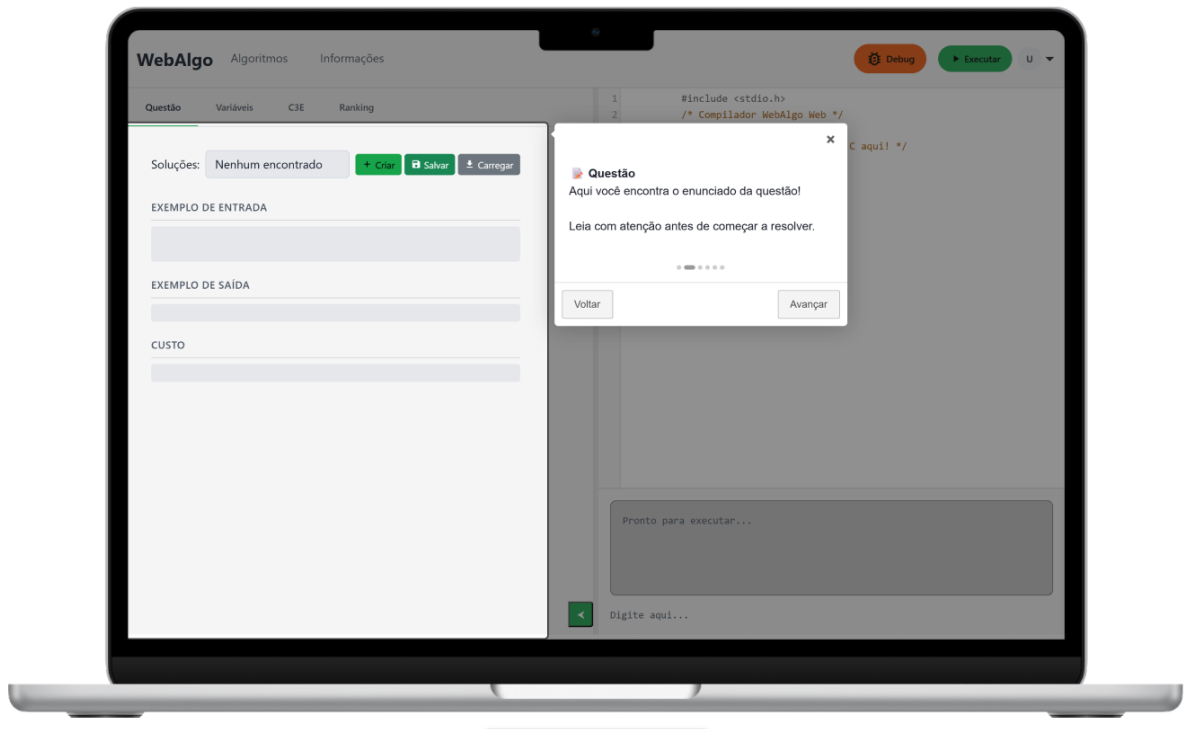 WebAlgo Algoritmos Informações Debug Executar U
Questão Variáveis C3E Ranking
Soluções: Nenhum encontrado + Criar Salvar Carregar
EXEMPLO DE ENTRADA
EXEMPLO DE SAÍDA
CUSTO
1 #include <stdio.h>
2 /* Compilador WebAlgo Web */
C aqui! */
×
Questão
Aqui você encontra o enunciado da questão!
Leia com atenção antes de começar a resolver.
Voltar Avançar
Pronto para executar...
Digite aqui...